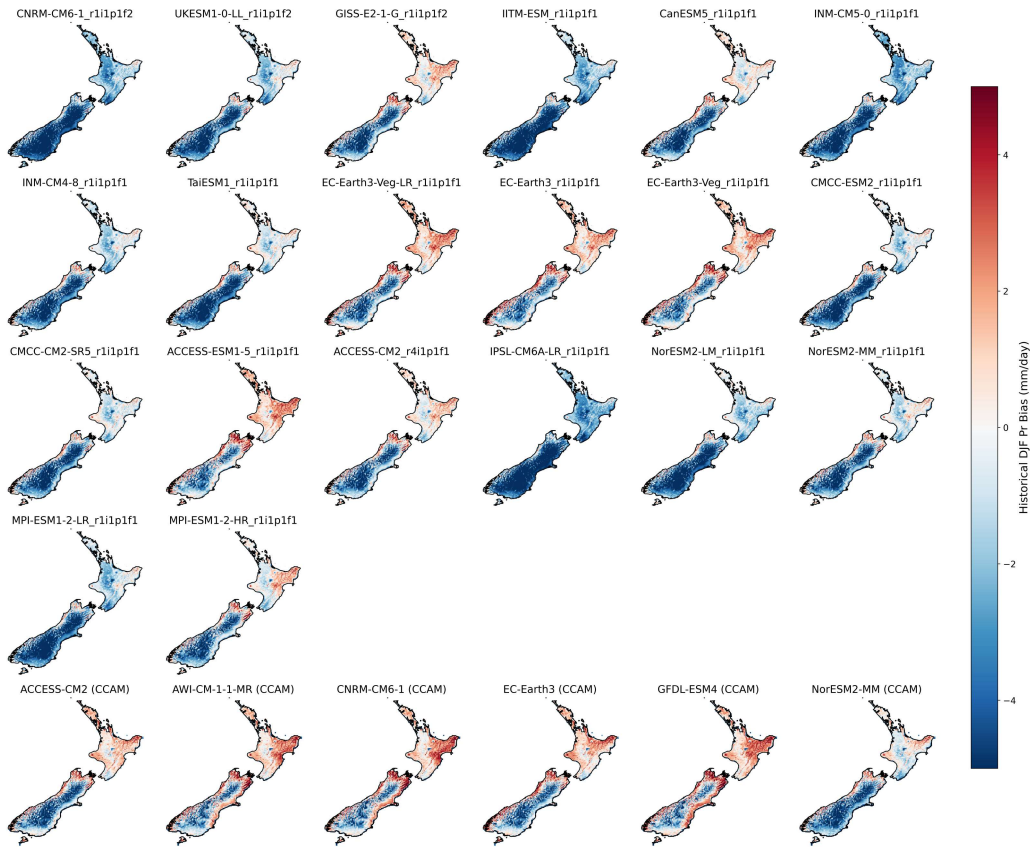 CNRM-CM6-1_r1i1p1f2 UKESM1-0-LL_r1i1p1f2 GISS-E2-1-G_r1i1p1f2 IITM-ESM_r1i1p1f1 CanESM5_r1i1p1f1 INM-CM5-0_r1i1p1f1
INM-CM4-8_r1i1p1f1 TaiESM1_r1i1p1f1 EC-Earth3-Veg-LR_r1i1p1f1 EC-Earth3_r1i1p1f1 EC-Earth3-Veg_r1i1p1f1 CMCC-ESM2_r1i1p1f1
CMCC-CM2-SR5_r1i1p1f1 ACCESS-ESM1-5_r1i1p1f1 ACCESS-CM2_r4i1p1f1 IPSL-CM6A-LR_r1i1p1f1 NorESM2-LM_r1i1p1f1 NorESM2-MM_r1i1p1f1
MPI-ESM1-2-LR_r1i1p1f1 MPI-ESM1-2-HR_r1i1p1f1
ACCESS-CM2 (CCAM) AWI-CM-1-1-MR (CCAM) CNRM-CM6-1 (CCAM) EC-Earth3 (CCAM) GFDL-ESM4 (CCAM) NorESM2-MM (CCAM)
4
2
0
−2
−4
Historical DJF Pr Bias (mm/day)